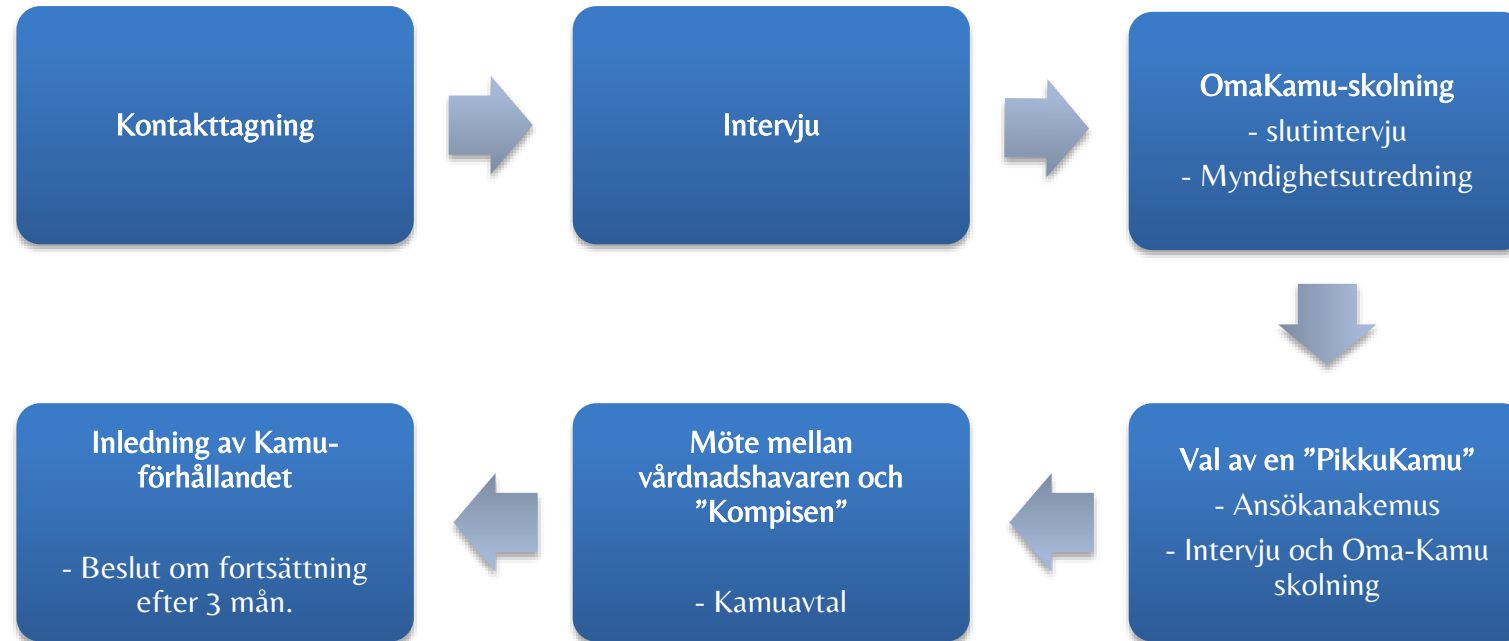 Kontakttagning
Intervju
OmaKamu-skolning
- slutintervju
- Myndighetsutredning
Val av en ”PikkuKamu”
- Ansökanakemus
- Intervju och Oma-Kamu
skolning
Möte mellan
vårdnadshavaren och
”Kompisen”
- Kamuavtal
Inledning av Kamu-
förhållandet
- Beslut om fortsättning
efter 3 mån.